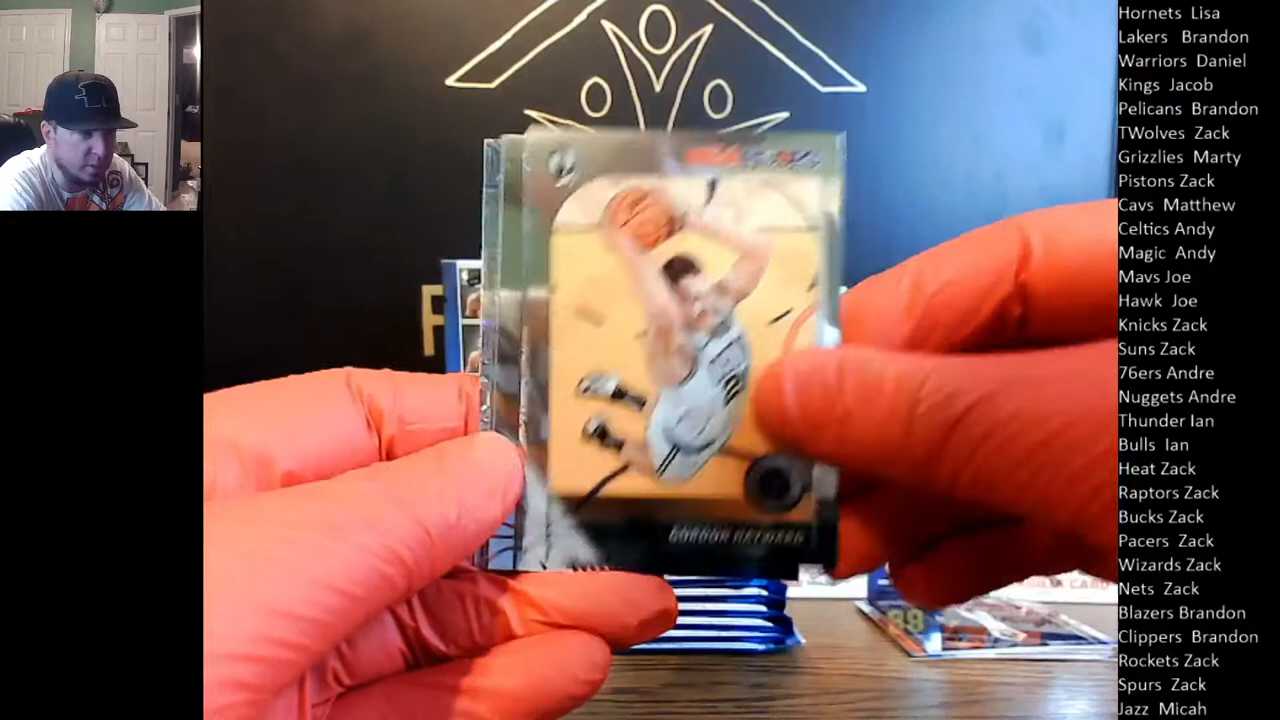 Hornets Lisa
Lakers Brandon
Warriors Daniel
Kings Jacob
Pelicans Brandon
TWolves Zack
Grizzlies Marty
Pistons Zack
Cavs Matthew
Celtics Andy
Magic Andy
Mavs Joe
Hawk Joe
Knicks Zack
Suns Zack
76ers Andre
Nuggets Andre
Thunder Ian
Bulls Ian
Heat Zack
Raptors Zack
Bucks Zack
Pacers Zack
Wizards Zack
Nets Zack
Blazers Brandon
Clippers Brandon
Rockets Zack
Spurs Zack
Jazz Micah
GORDON HAYWARD
89